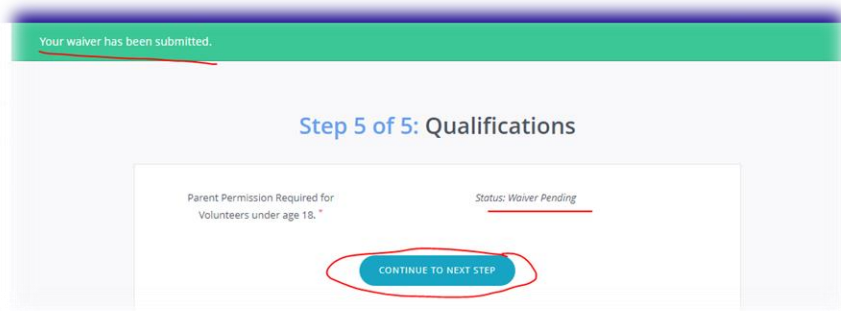 Your waiver has been submitted.
Step 5 of 5: Qualifications
Parent Permission Required for
Volunteers under age 18. *
Status: Waiver Pending
CONTINUE TO NEXT STEP